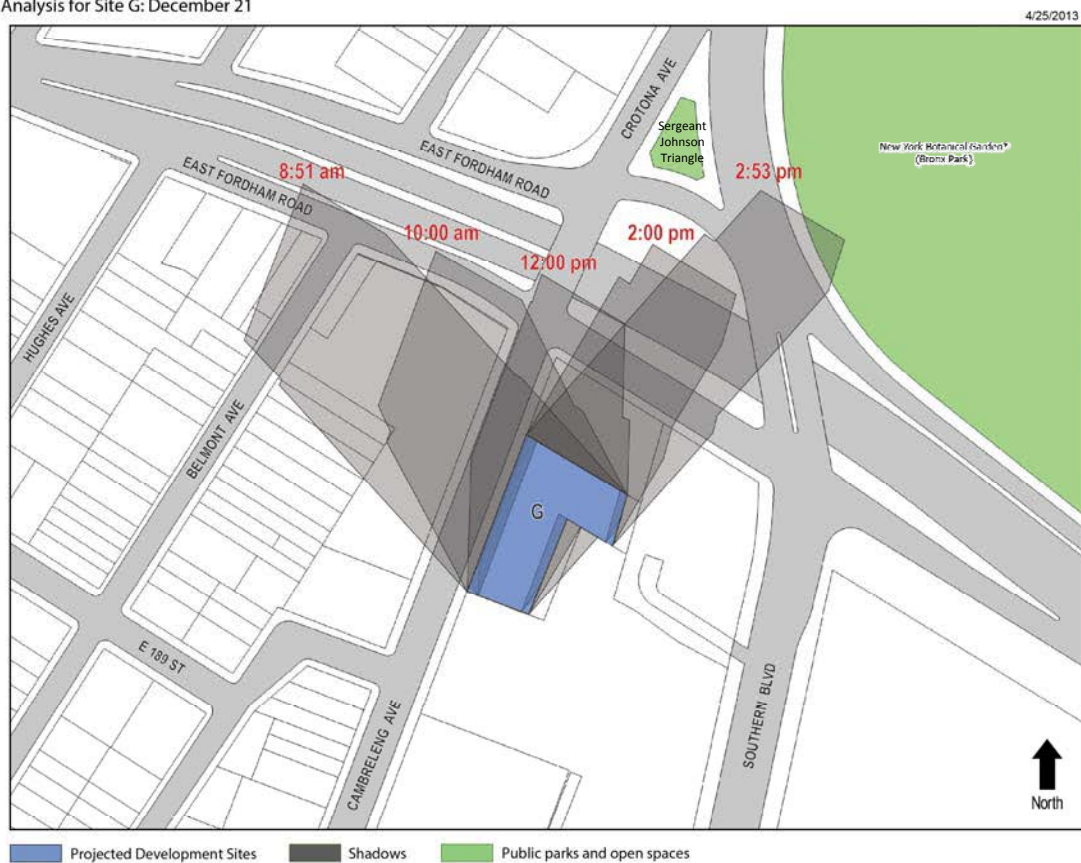 Analysis for Site G: December 21
4/25/2013
CROTONA AVE
Sergeant
Johnson
Triangle
New York Botanical Garden*
(Bronx Park)
EAST FORDHAM ROAD
EAST FORDHAM ROAD
8:51 am
2:53 pm
10:00 am
2:00 pm
12:00 pm
HUGHES AVE
BELMONT AVE
G
E 189 ST
CAMBRELENG AVE
SOUTHERN BLVD
North
Projected Development Sites
Shadows
Public parks and open spaces